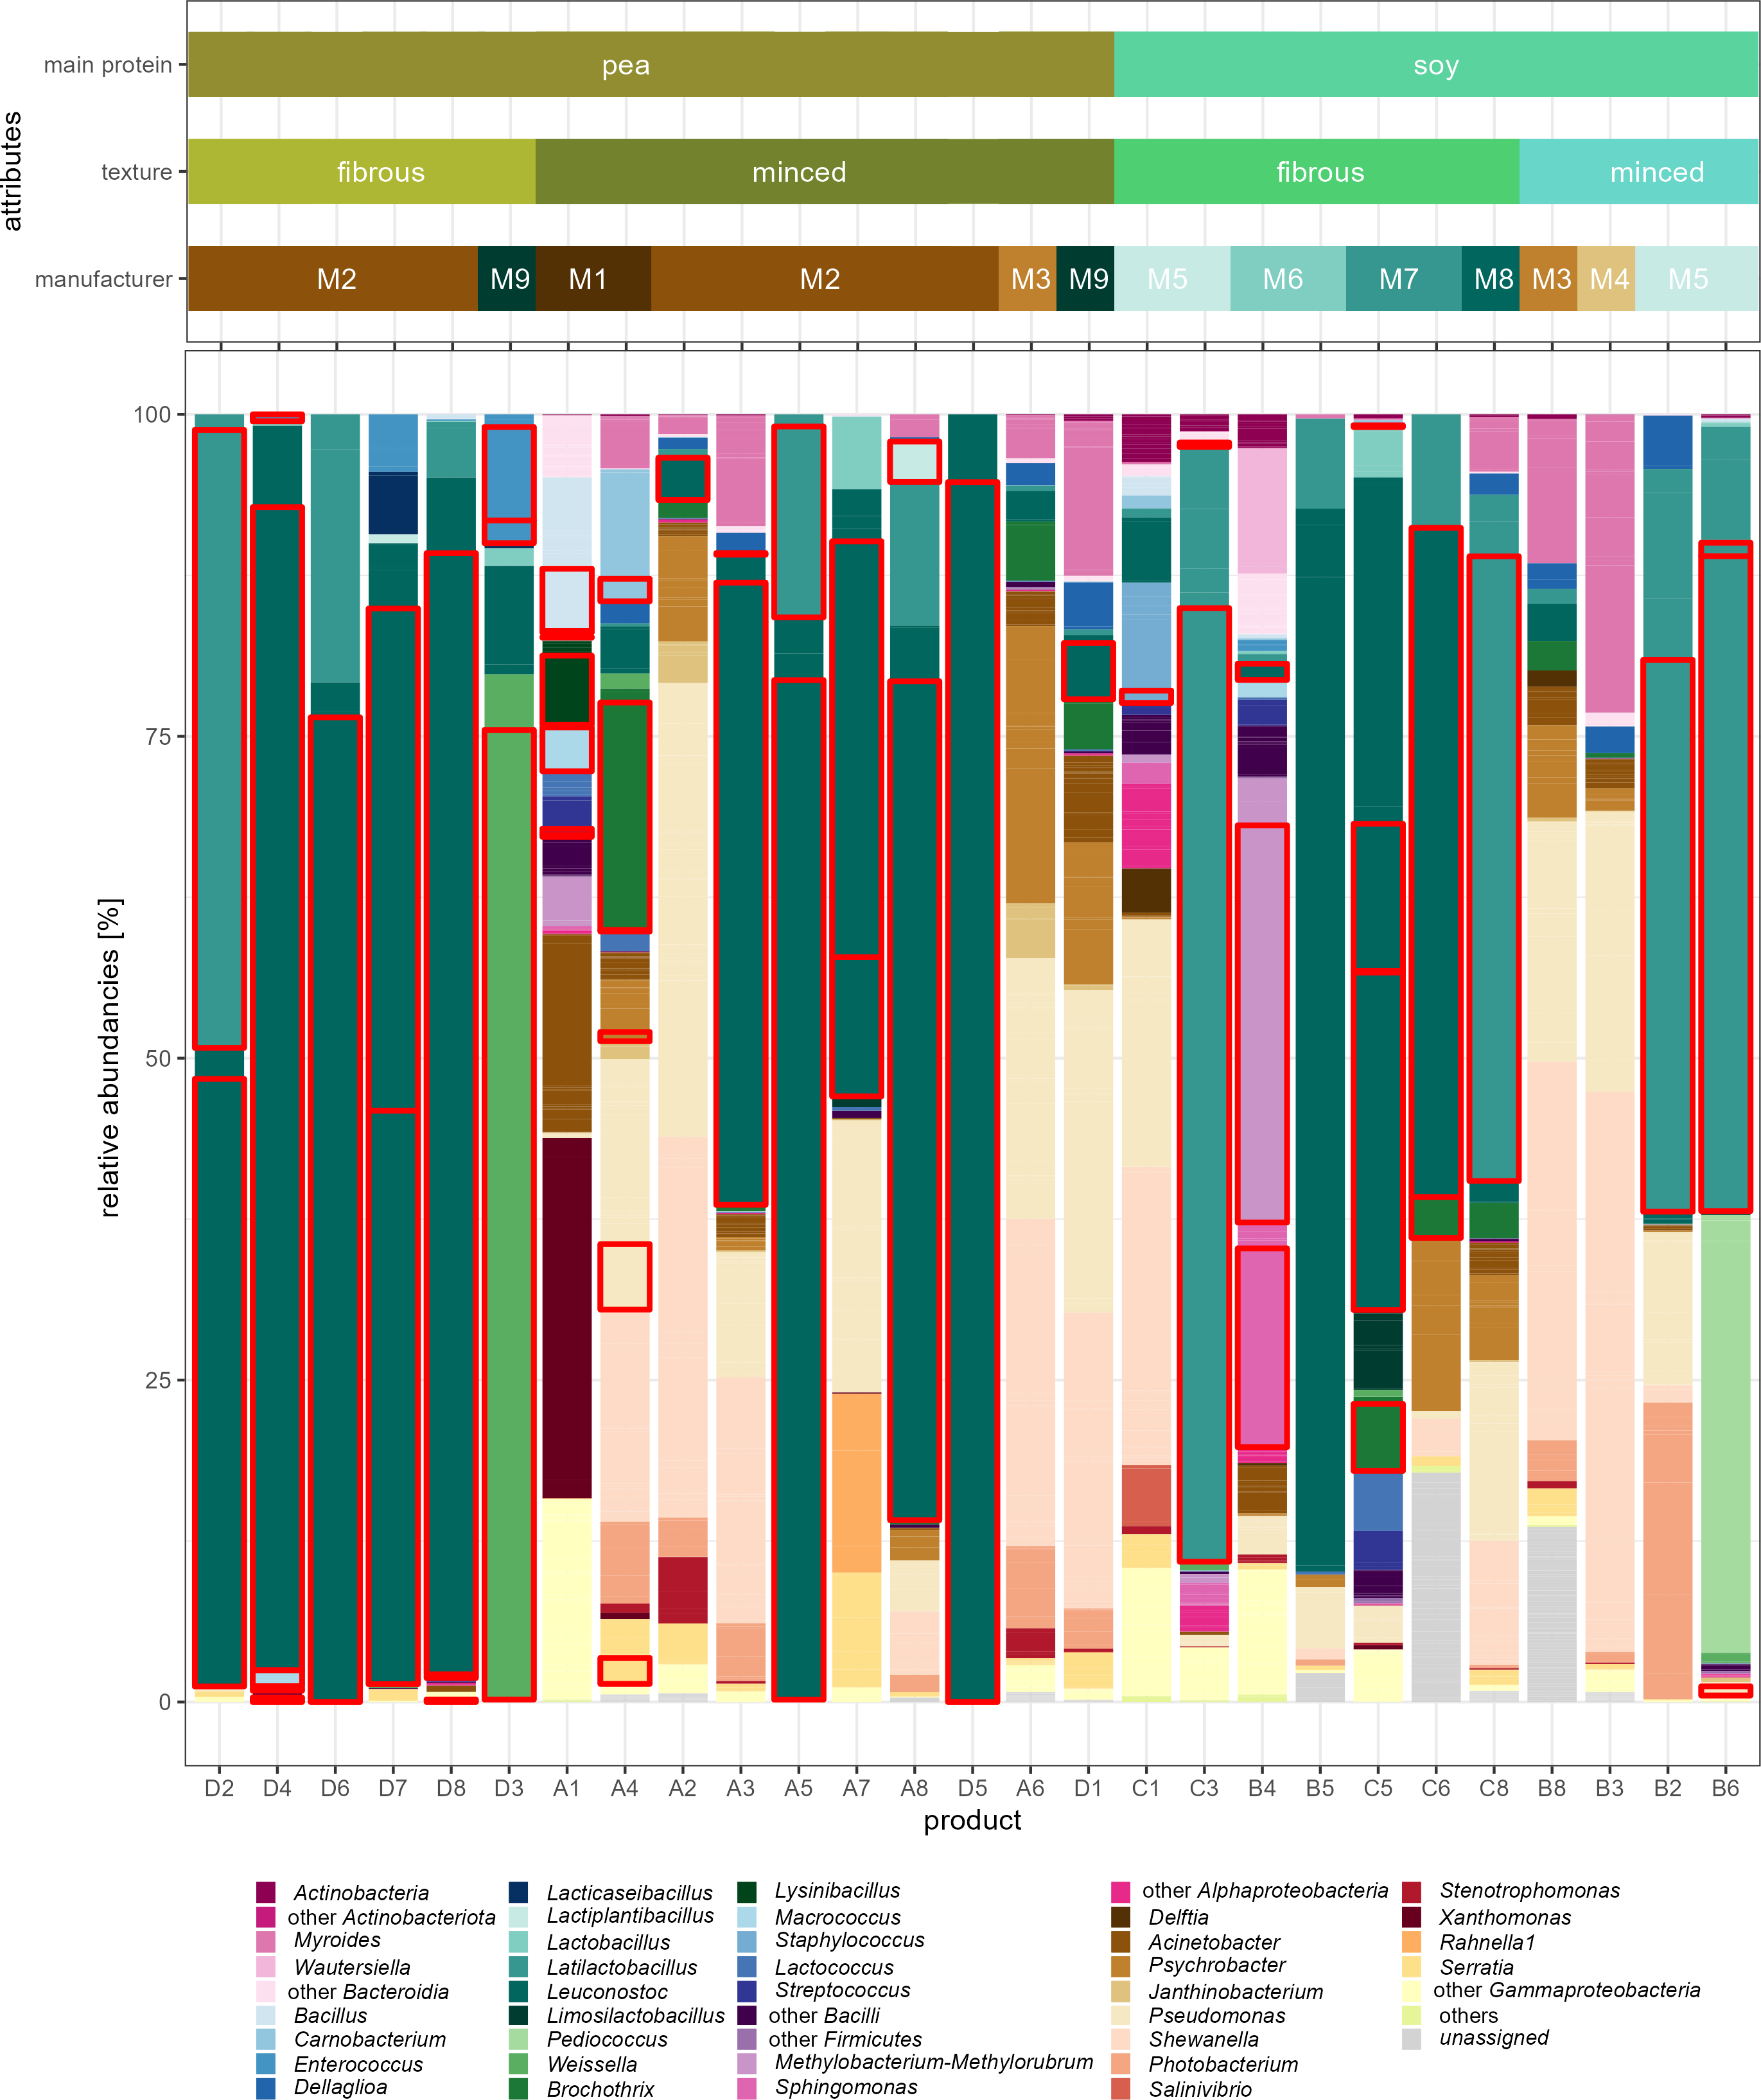 attributes
main protein
pea
soy
texture
fibrous
minced
fibrous
minced
manufacturer
M2
M9
M1
M2
M3
M9
M5
M6
M7
M8
M3
M4
M5
relative abundancies [%]
100
75
50
25
0
D2 D4 D6 D7 D8 D3 A1 A4 A2 A3 A5 A7 A8 D5 A6 D1 C1 C3 B4 B5 C5 C6 C8 B8 B3 B2 B6
product
Actinobacteria
other Actinobacteriota
Myroides
Wautersiella
other Bacteroidia
Bacillus
Carnobacterium
Enterococcus
Dellaglioa
Lacticaseibacillus
Lactiplantibacillus
Lactobacillus
Latilactobacillus
Leuconostoc
Limosilactobacillus
Pediococcus
Weissella
Brochothrix
Lysinibacillus
Macrococcus
Staphylococcus
Lactococcus
Streptococcus
other Bacilli
other Firmicutes
Methylobacterium-Methylorubrum
Sphingomonas
other Alphaproteobacteria
Delftia
Acinetobacter
Psychrobacter
Janthinobacterium
Pseudomonas
Shewanella
Photobacterium
Salinivibrio
Stenotrophomonas
Xanthomonas
Rahnella1
Serratia
other Gammaproteobacteria
others
unassigned